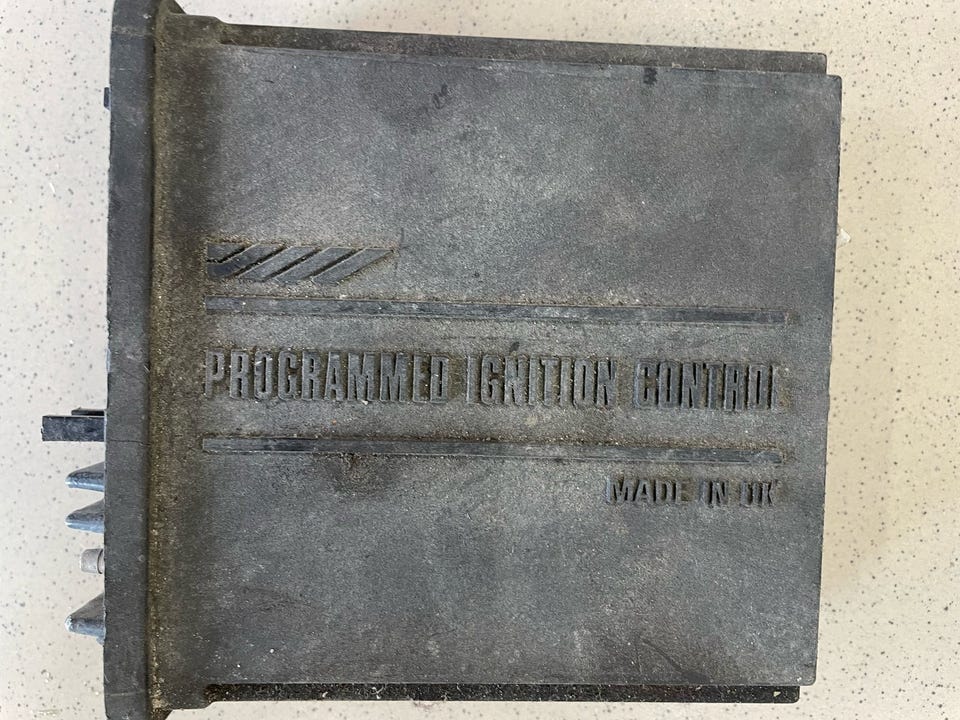 PROGRAMMED IGNITION CONTROL
MADE IN UK